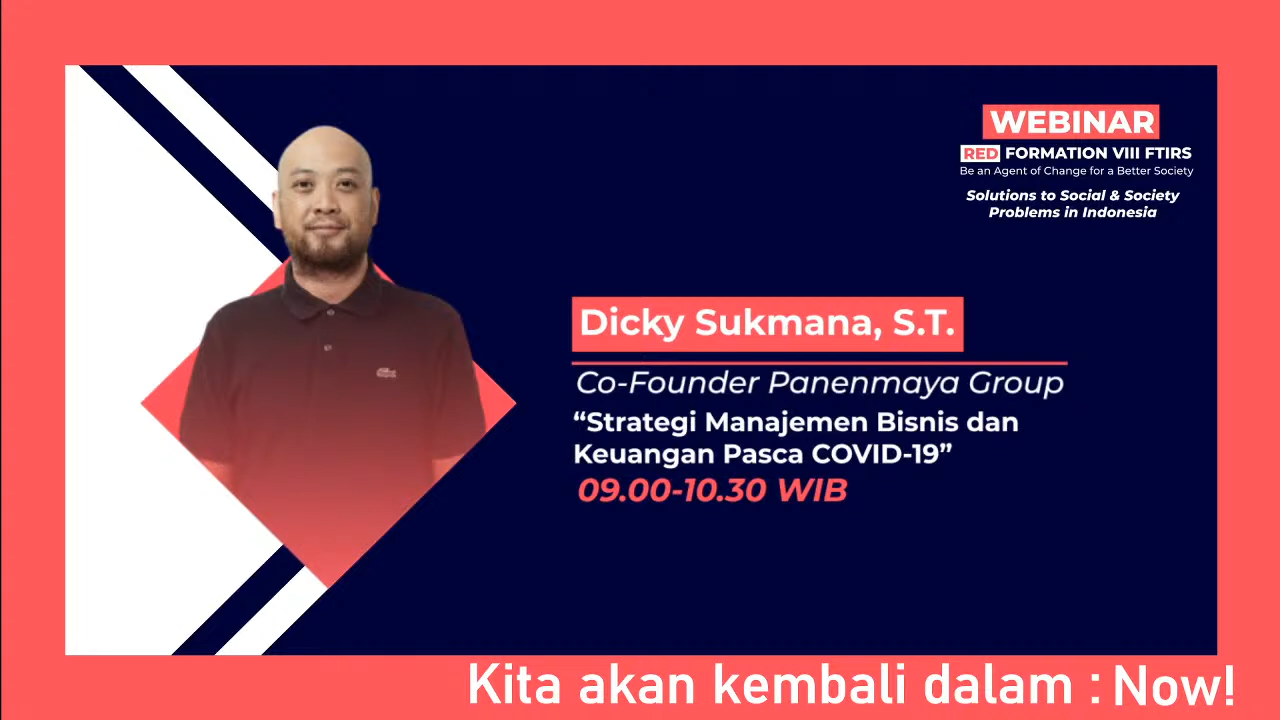 WEBINAR
RED FORMATION VIII FTIRS
Be an Agent of Change for a Better Society
Solutions to Social & Society
Problems in Indonesia
Dicky Sukmana, S.T.
Co-Founder Panenmaya Group
“Strategi Manajemen Bisnis dan
Keuangan Pasca COVID-19”
09.00-10.30 WIB
Kita akan kembali dalam : Now!